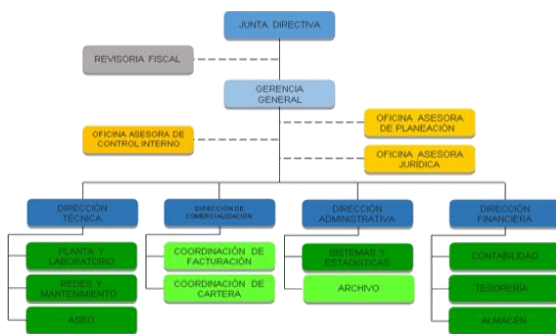 JUNTA DIRECTIVA
REVISORIA FISCAL
GERENCIA
GENERAL
OFICINA ASESORA
DE PLANEACIÓN
OFICINA ASESORA DE
CONTROL INTERNO
OFICINA ASESORA
JURÍDICA
DIRECCIÓN
TÉCNICA
DIRECCIÓN DE
COMERCIALIZACIÓN
DIRECCIÓN
ADMINISTRATIVA
DIRECCIÓN
FINANCIERA
PLANTA Y
LABORATORIO
COORDINACIÓN DE
FACTURACIÓN
SISTEMAS Y
ESTADÍSTICAS
CONTABILIDAD
REDES Y
MANTENIMIENTO
COORDINACIÓN DE
CARTERA
ARCHIVO
TESORERÍA
ASEO
ALMACEN